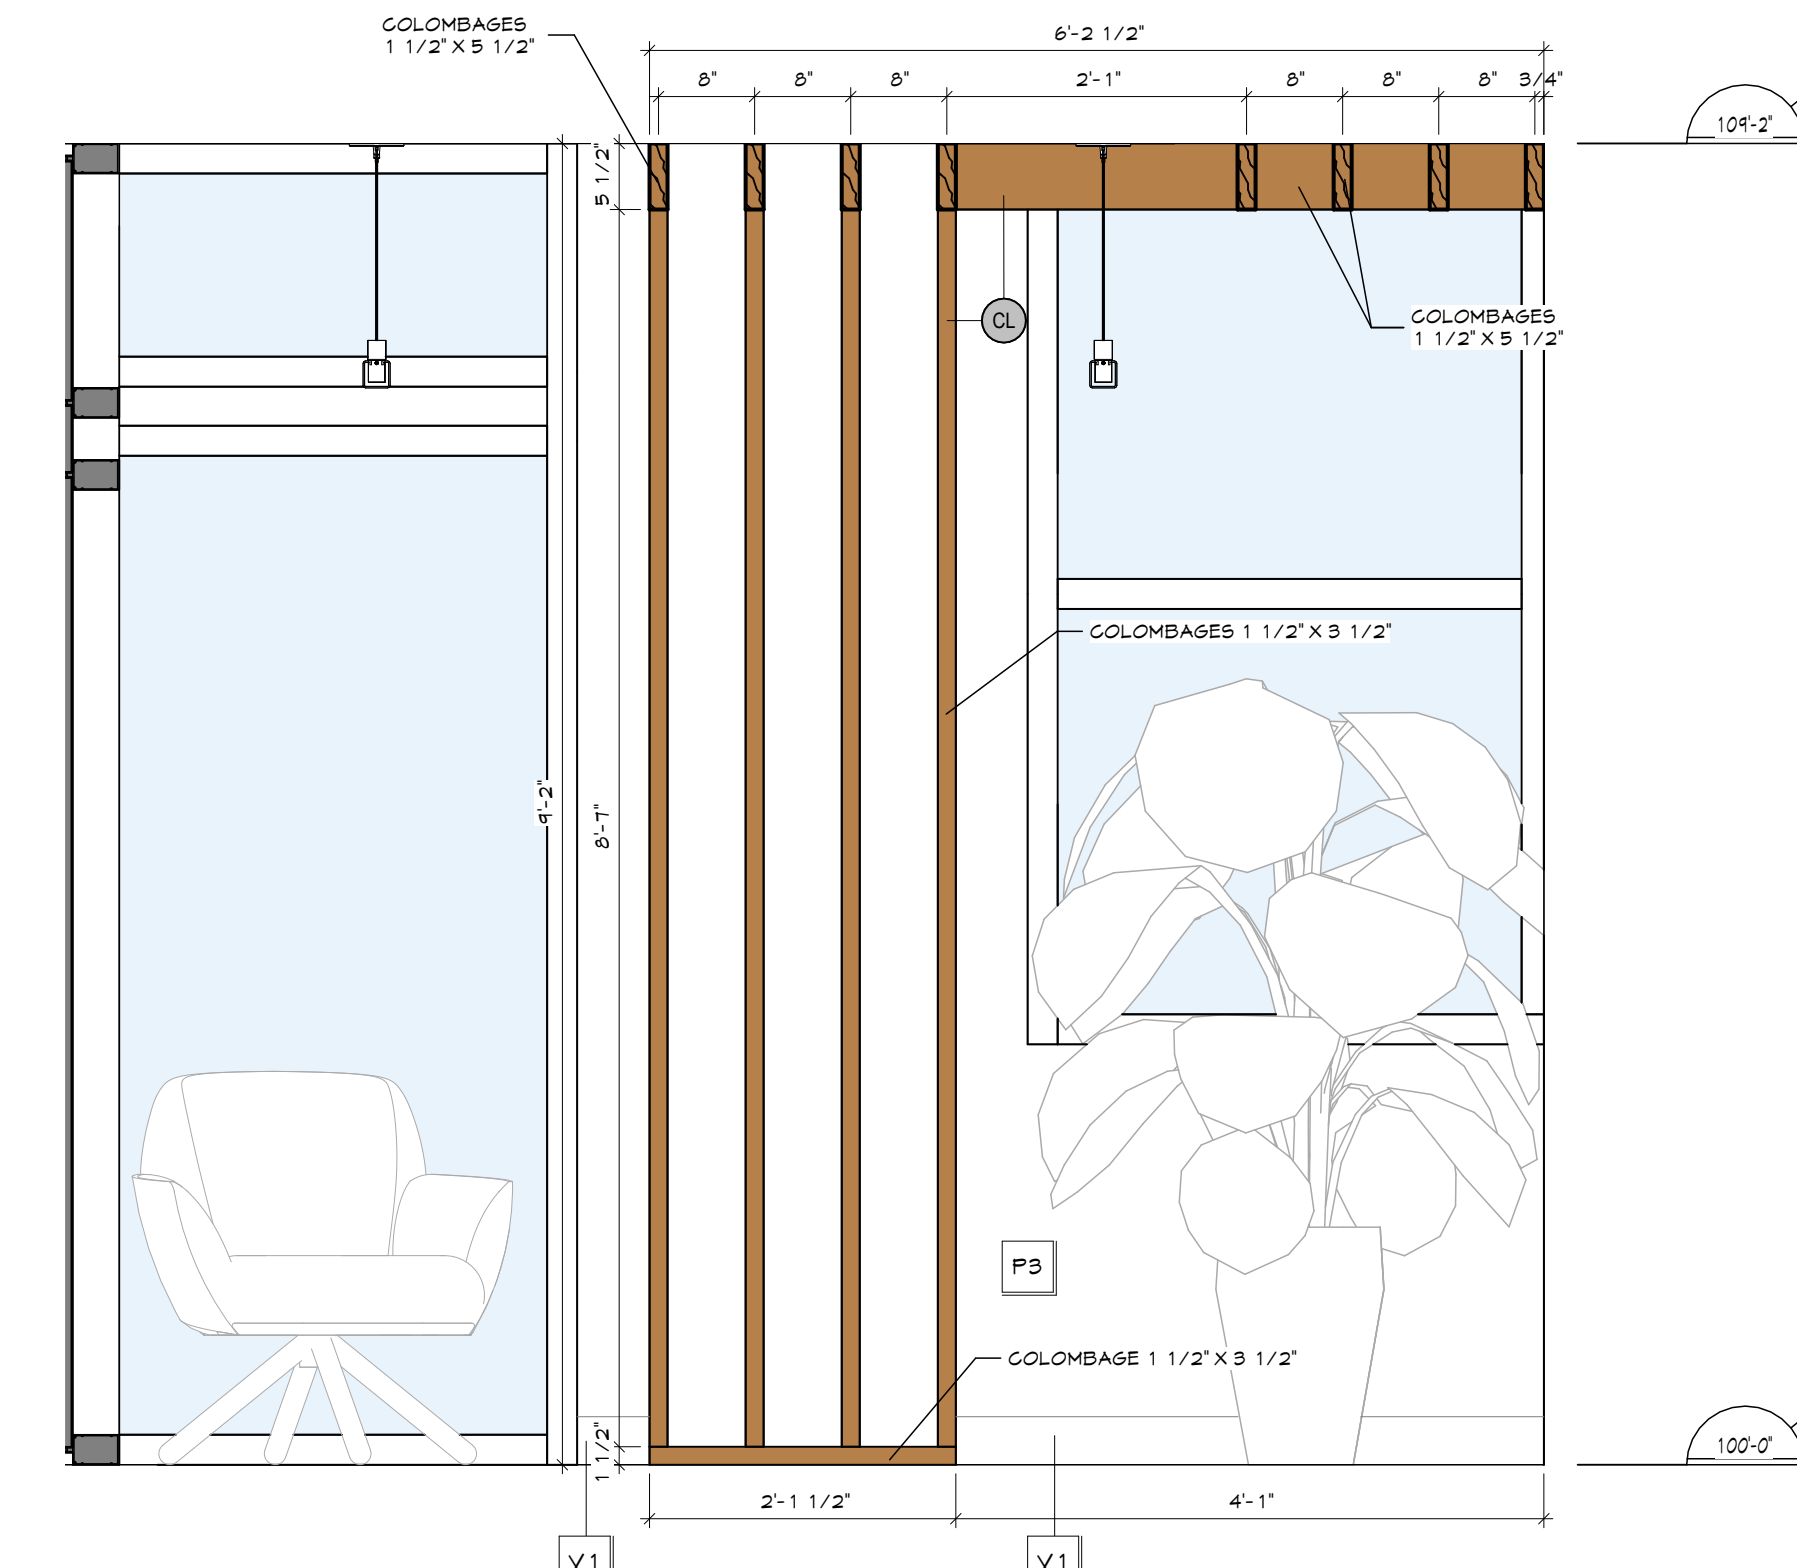 COLOMBAGES
1 1/2" X 5 1/2"
6'-2 1/2"
8"
8"
8"
2'-1"
8"
8"
8"
3/4"
109'-2"
5 1/2"
CL
COLOMBAGES
1 1/2" X 5 1/2"
COLOMBAGES 1 1/2" X 3 1/2"
9'-2"
8'-7"
P3
COLOMBAGE 1 1/2" X 3 1/2"
1 1/2"
100'-0"
2'-1 1/2"
4'-1"
V1
V1